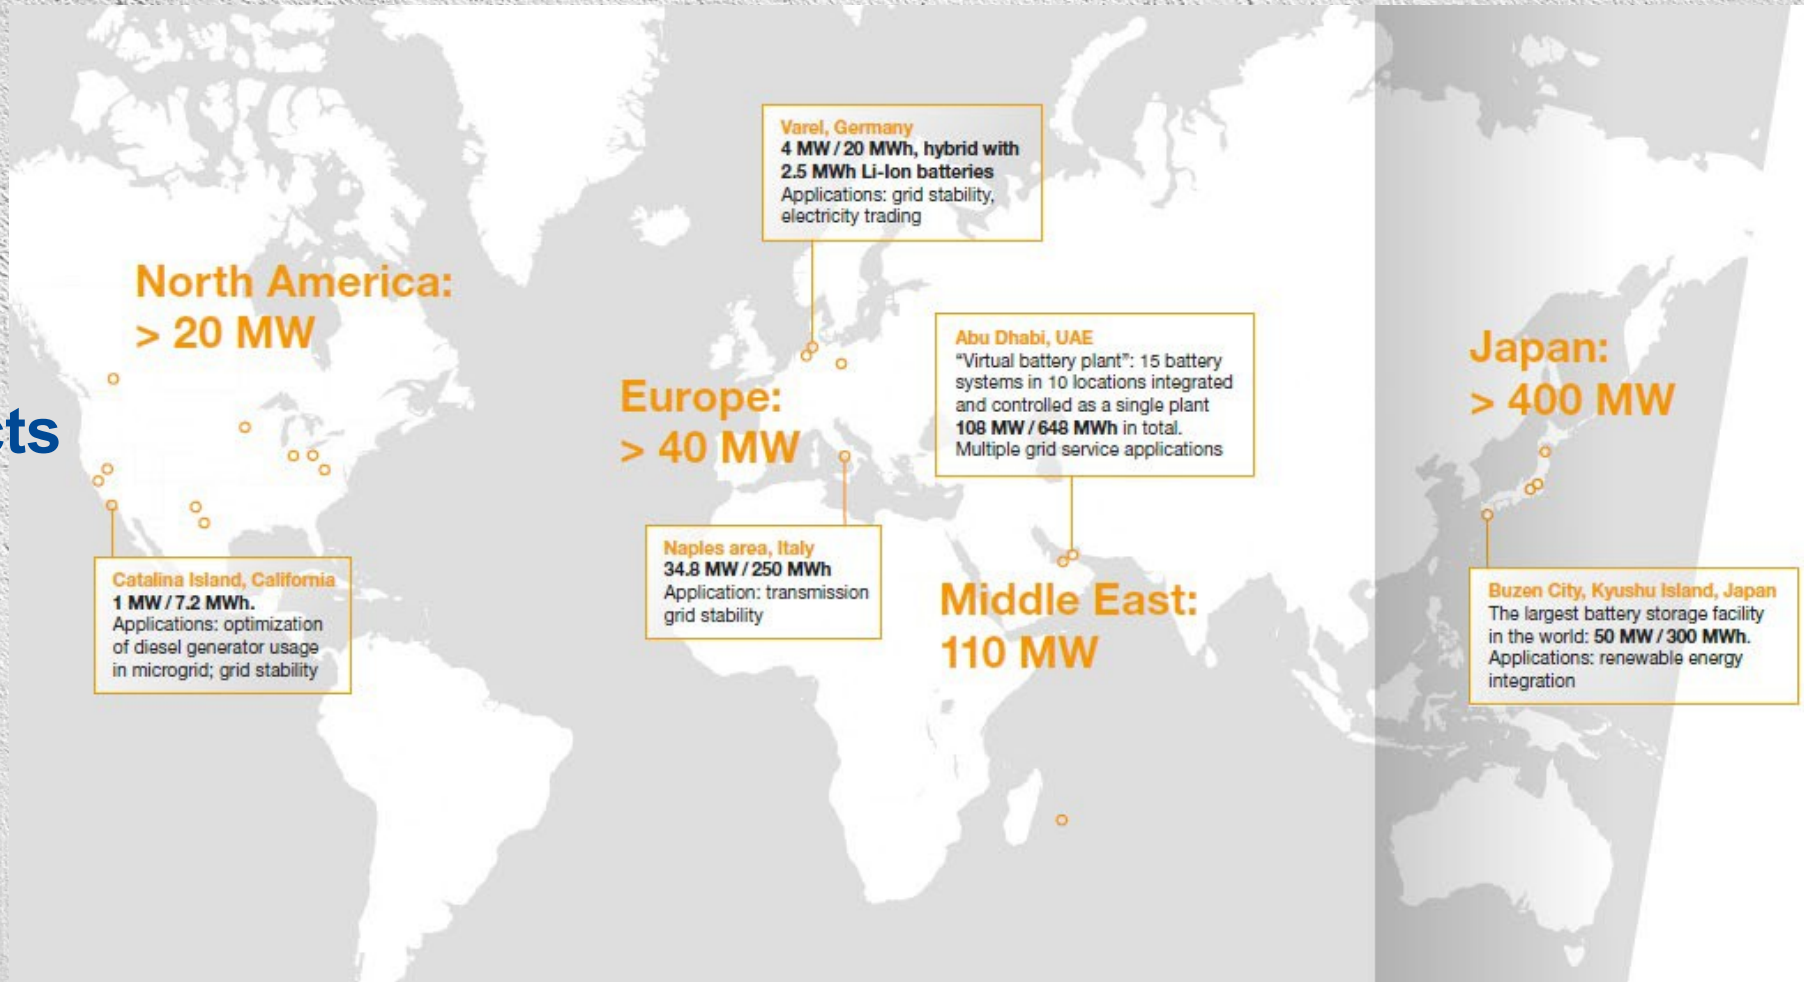 Varel, Germany
4 MW / 20 MWh, hybrid with
2.5 MWh Li-Ion batteries
Applications: grid stability,
electricity trading
North America:
> 20 MW
Abu Dhabi, UAE
“Virtual battery plant”: 15 battery
systems in 10 locations integrated
and controlled as a single plant
108 MW / 648 MWh in total.
Multiple grid service applications
Japan:
> 400 MW
Europe:
> 40 MW
cts
Naples area, Italy
34.8 MW / 250 MWh
Application: transmission
grid stability
Catalina Island, California
1 MW / 7.2 MWh.
Applications: optimization
of diesel generator usage
in microgrid; grid stability
Middle East:
110 MW
Buzen City, Kyushu Island, Japan
The largest battery storage facility
in the world: 50 MW / 300 MWh.
Applications: renewable energy
integration